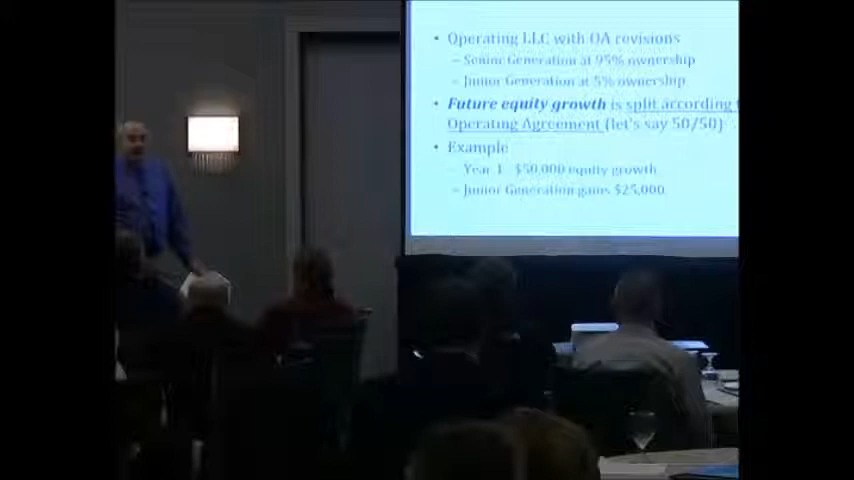 • Operating LLC with OA revisions
– Senior Generation at 95% ownership
– Junior Generation at 5% ownership
• Future equity growth is split according
Operating Agreement (let's say 50/50)
• Example
– Year 1 $50,000 equity growth
– Junior Generation gains $25,000